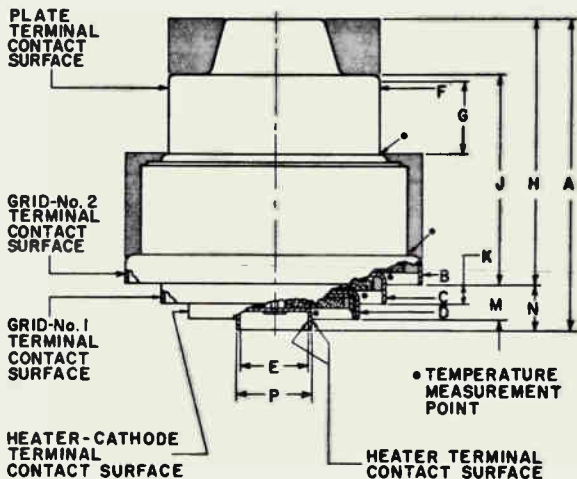 PLATE
TERMINAL
CONTACT
SURFACE
F
G
J
H
A
GRID-No.2
TERMINAL
CONTACT
SURFACE
K
B
C
D
M
N
GRID-No.1
TERMINAL
CONTACT
SURFACE
E
P
• TEMPERATURE
MEASUREMENT
POINT
HEATER-CATHODE
TERMINAL
CONTACT SURFACE
HEATER TERMINAL
CONTACT SURFACE